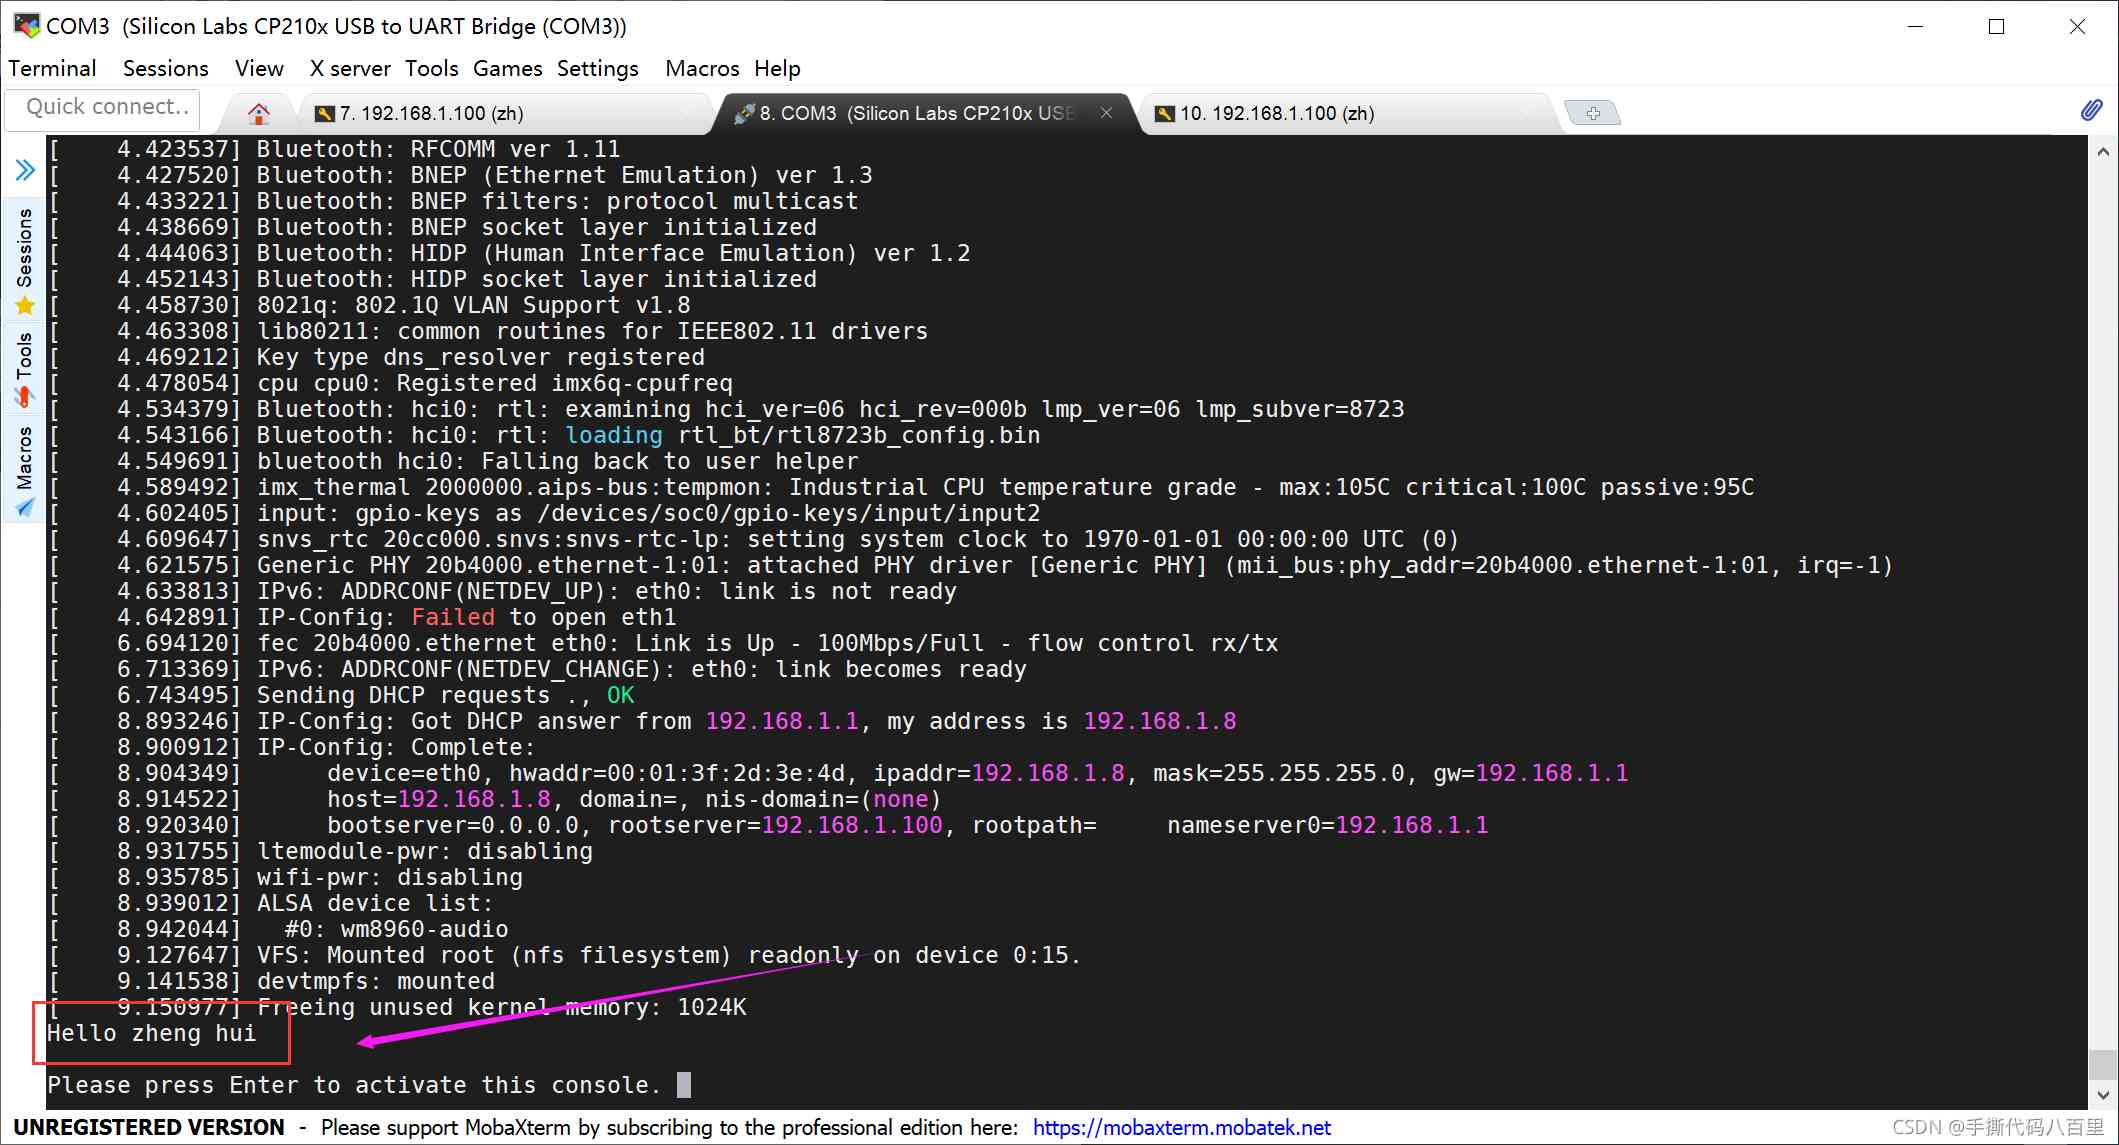 COM3  (Silicon Labs CP210x USB to UART Bridge (COM3))
Terminal  Sessions  View  X server  Tools  Games  Settings  Macros  Help
Quick connect..  7. 192.168.1.100 (zh)  8. COM3  (Silicon Labs CP210x USB  10. 192.168.1.100 (zh)
Sessions
Tools
Macros
[    4.423537] Bluetooth: RFCOMM ver 1.11
[    4.427520] Bluetooth: BNEP (Ethernet Emulation) ver 1.3
[    4.433221] Bluetooth: BNEP filters: protocol multicast
[    4.438669] Bluetooth: BNEP socket layer initialized
[    4.444063] Bluetooth: HIDP (Human Interface Emulation) ver 1.2
[    4.452143] Bluetooth: HIDP socket layer initialized
[    4.458730] 8021q: 802.1Q VLAN Support v1.8
[    4.463308] lib80211: common routines for IEEE802.11 drivers
[    4.469212] Key type dns_resolver registered
[    4.478054] cpu cpu0: Registered imx6q-cpufreq
[    4.534379] Bluetooth: hci0: rtl: examining hci_ver=06 hci_rev=000b lmp_ver=06 lmp_subver=8723
[    4.543166] Bluetooth: hci0: rtl: loading rtl_bt/rtl8723b_config.bin
[    4.549691] bluetooth hci0: Falling back to user helper
[    4.589492] imx_thermal 2000000.aips-bus:tempmon: Industrial CPU temperature grade - max:105C critical:100C passive:95C
[    4.602405] input: gpio-keys as /devices/soc0/gpio-keys/input/input2
[    4.609647] snvs_rtc 20cc000.snvs:snvs-rtc-lp: setting system clock to 1970-01-01 00:00:00 UTC (0)
[    4.621575] Generic PHY 20b4000.ethernet-1:01: attached PHY driver [Generic PHY] (mii_bus:phy_addr=20b4000.ethernet-1:01, irq=-1)
[    4.633813] IPv6: ADDRCONF(NETDEV_UP): eth0: link is not ready
[    4.642891] IP-Config: Failed to open eth1
[    6.694120] fec 20b4000.ethernet eth0: Link is Up - 100Mbps/Full - flow control rx/tx
[    6.713369] IPv6: ADDRCONF(NETDEV_CHANGE): eth0: link becomes ready
[    6.743495] Sending DHCP requests ., OK
[    8.893246] IP-Config: Got DHCP answer from 192.168.1.1, my address is 192.168.1.8
[    8.900912] IP-Config: Complete:
[    8.904349]      device=eth0, hwaddr=00:01:3f:2d:3e:4d, ipaddr=192.168.1.8, mask=255.255.255.0, gw=192.168.1.1
[    8.914522]      host=192.168.1.8, domain=, nis-domain=(none)
[    8.920340]      bootserver=0.0.0.0, rootserver=192.168.1.100, rootpath=     nameserver0=192.168.1.1
[    8.931755] ltemodule-pwr: disabling
[    8.935785] wifi-pwr: disabling
[    8.939012] ALSA device list:
[    8.942044]   #0: wm8960-audio
[    9.127647] VFS: Mounted root (nfs filesystem) readonly on device 0:15.
[    9.141538] devtmpfs: mounted
[    9.150977] Freeing unused kernel memory: 1024K
Hello zheng hui
Please press Enter to activate this console.
UNREGISTERED VERSION  -  Please support MobaXterm by subscribing to the professional edition here:  https://mobaxterm.mobatek.net
CSDN @手撕代码八百里